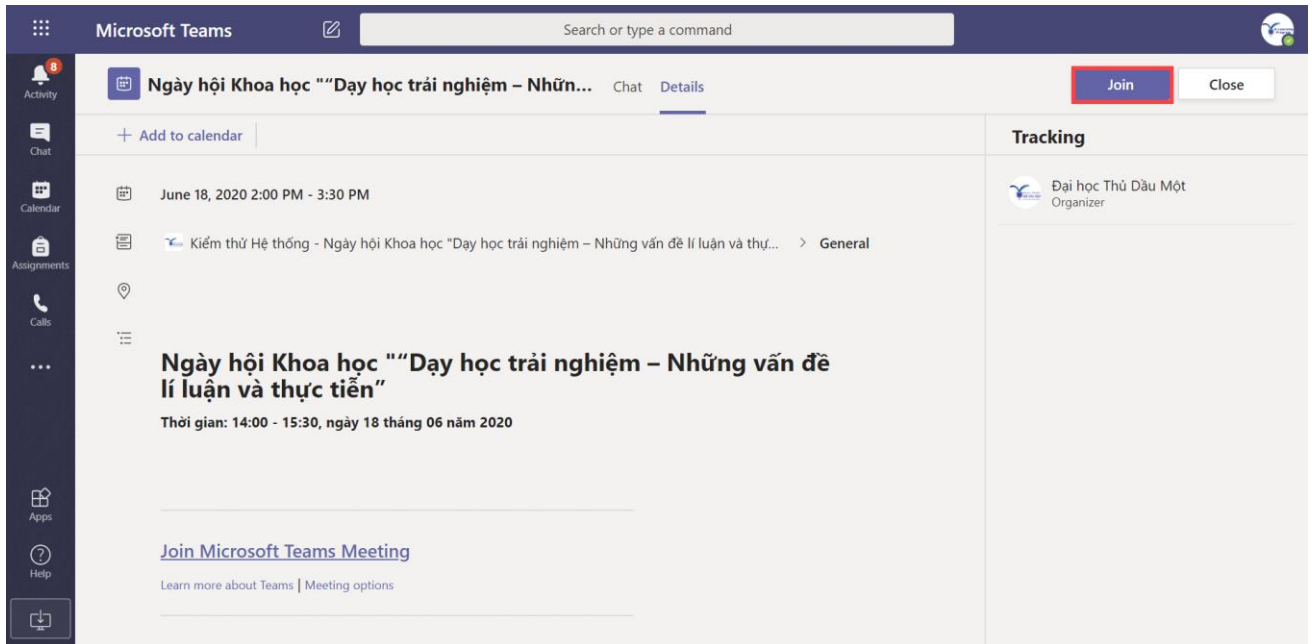 Microsoft Teams
Search or type a command
8
Activity
Chat
Calendar
Assignments
Calls
Apps
Help
Ngày hội Khoa học "“Dạy học trải nghiệm – Nhữn... Chat Details
Join Close
+ Add to calendar
Tracking
June 18, 2020 2:00 PM - 3:30 PM
Đại học Thủ Dầu Một
Organizer
Kiểm thử Hệ thống - Ngày hội Khoa học "Dạy học trải nghiệm – Những vấn đề lí luận và thự... > General
Ngày hội Khoa học "“Dạy học trải nghiệm – Những vấn đề
lí luận và thực tiễn”
Thời gian: 14:00 - 15:30, ngày 18 tháng 06 năm 2020
Join Microsoft Teams Meeting
Learn more about Teams | Meeting options